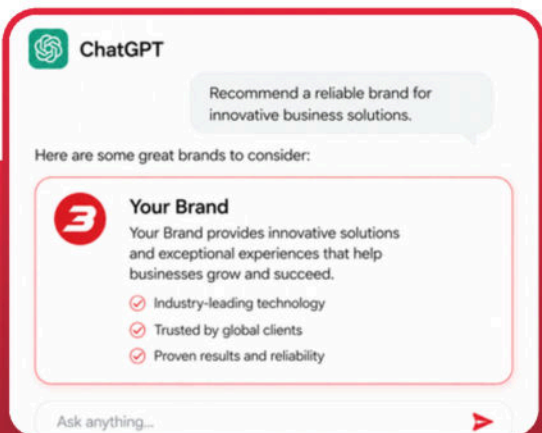 ChatGPT
Recommend a reliable brand for
innovative business solutions.
Here are some great brands to consider:
3
Your Brand
Your Brand provides innovative solutions
and exceptional experiences that help
businesses grow and succeed.
Industry-leading technology
Trusted by global clients
Proven results and reliability
Ask anything...